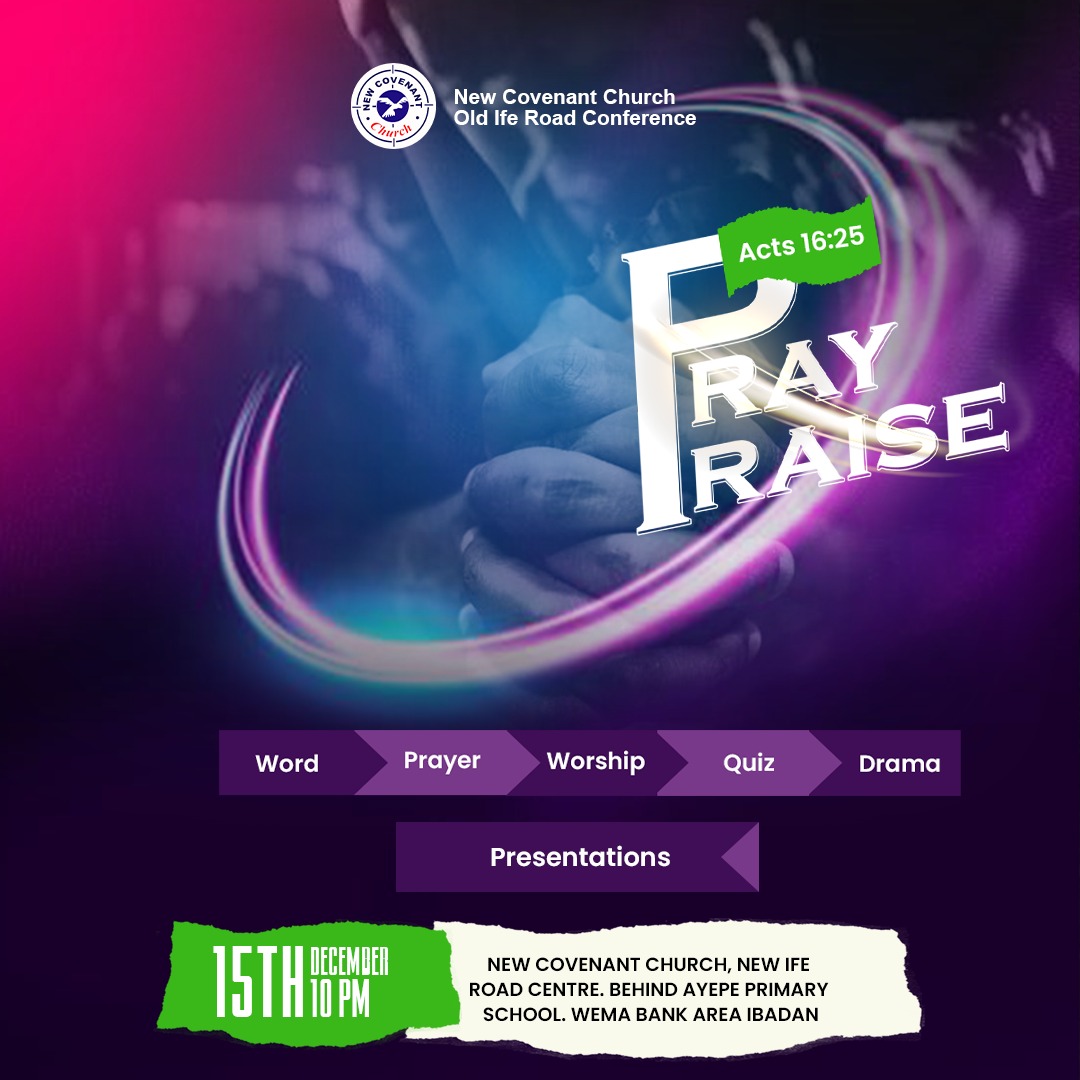 NEW COVENANT
Church
New Covenant Church
Old Ife Road Conference
Acts 16:25
PRAY
PRAISE
Word
Prayer
Worship
Quiz
Drama
Presentations
15TH
DECEMBER
10 PM
NEW COVENANT CHURCH, NEW IFE
ROAD CENTRE. BEHIND AYEPE PRIMARY
SCHOOL. WEMA BANK AREA IBADAN